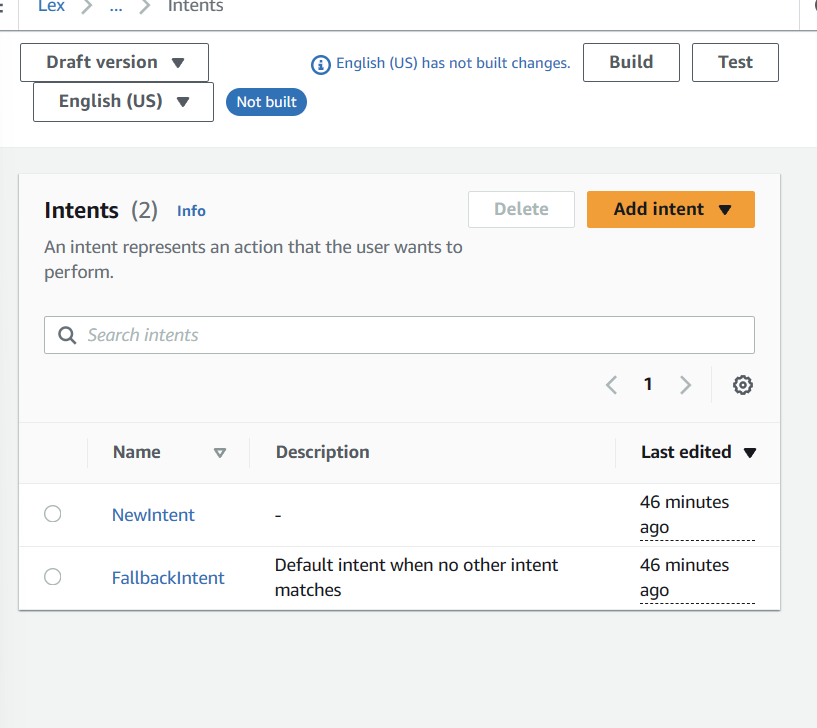 Lex > ... > Intents
Draft version ▼
English (US) has not built changes.
Build
Test
English (US) ▼
Not built
Intents (2) Info
Delete
Add intent ▼
An intent represents an action that the user wants to
perform.
Search intents
< 1 >
Name
Description
Last edited ▼
NewIntent
-
46 minutes
ago
FallbackIntent
Default intent when no other intent
matches
46 minutes
ago